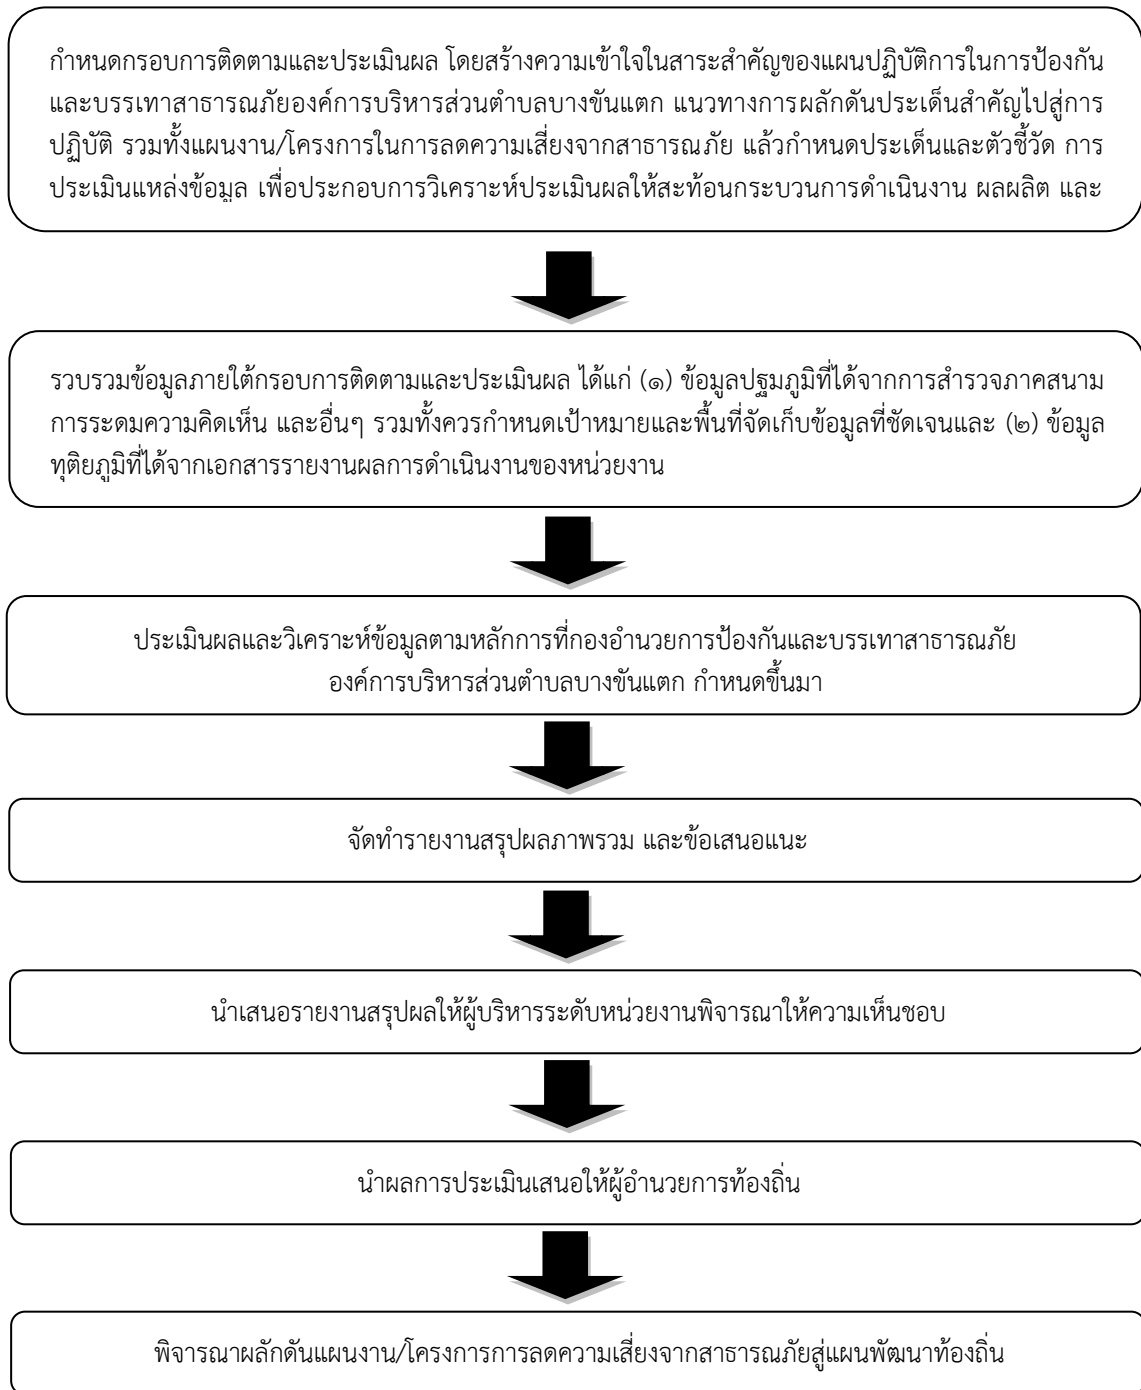 กำหนดกรอบการติดตามและประเมินผล โดยสร้างความเข้าใจในสาระสำคัญของแผนปฏิบัติการในการป้องกัน
และบรรเทาสาธารณภัยองค์การบริหารส่วนตำบลบางขันแตก แนวทางการผลักดันประเด็นสำคัญไปสู่การ
ปฏิบัติ รวมทั้งแผนงาน/โครงการในการลดความเสี่ยงจากสาธารณภัย แล้วกำหนดประเด็นและตัวชี้วัด การ
ประเมินแหล่งข้อมูล เพื่อประกอบการวิเคราะห์ประเมินผลให้สะท้อนกระบวนการดำเนินงาน ผลผลิต และ
รวบรวมข้อมูลภายใต้กรอบการติดตามและประเมินผล ได้แก่ (๑) ข้อมูลปฐมภูมิที่ได้จากการสำรวจภาคสนาม
การระดมความคิดเห็น และอื่นๆ รวมทั้งควรกำหนดเป้าหมายและพื้นที่จัดเก็บข้อมูลที่ชัดเจนและ (๒) ข้อมูล
ทุติยภูมิที่ได้จากเอกสารรายงานผลการดำเนินงานของหน่วยงาน
ประเมินผลและวิเคราะห์ข้อมูลตามหลักการที่กองอำนวยการป้องกันและบรรเทาสาธารณภัย
องค์การบริหารส่วนตำบลบางขันแตก กำหนดขึ้นมา
จัดทำรายงานสรุปผลภาพรวม และข้อเสนอแนะ
นำเสนอรายงานสรุปผลให้ผู้บริหารระดับหน่วยงานพิจารณาให้ความเห็นชอบ
นำผลการประเมินเสนอให้ผู้อำนวยการท้องถิ่น
พิจารณาผลักดันแผนงาน/โครงการการลดความเสี่ยงจากสาธารณภัยสู่แผนพัฒนาท้องถิ่น